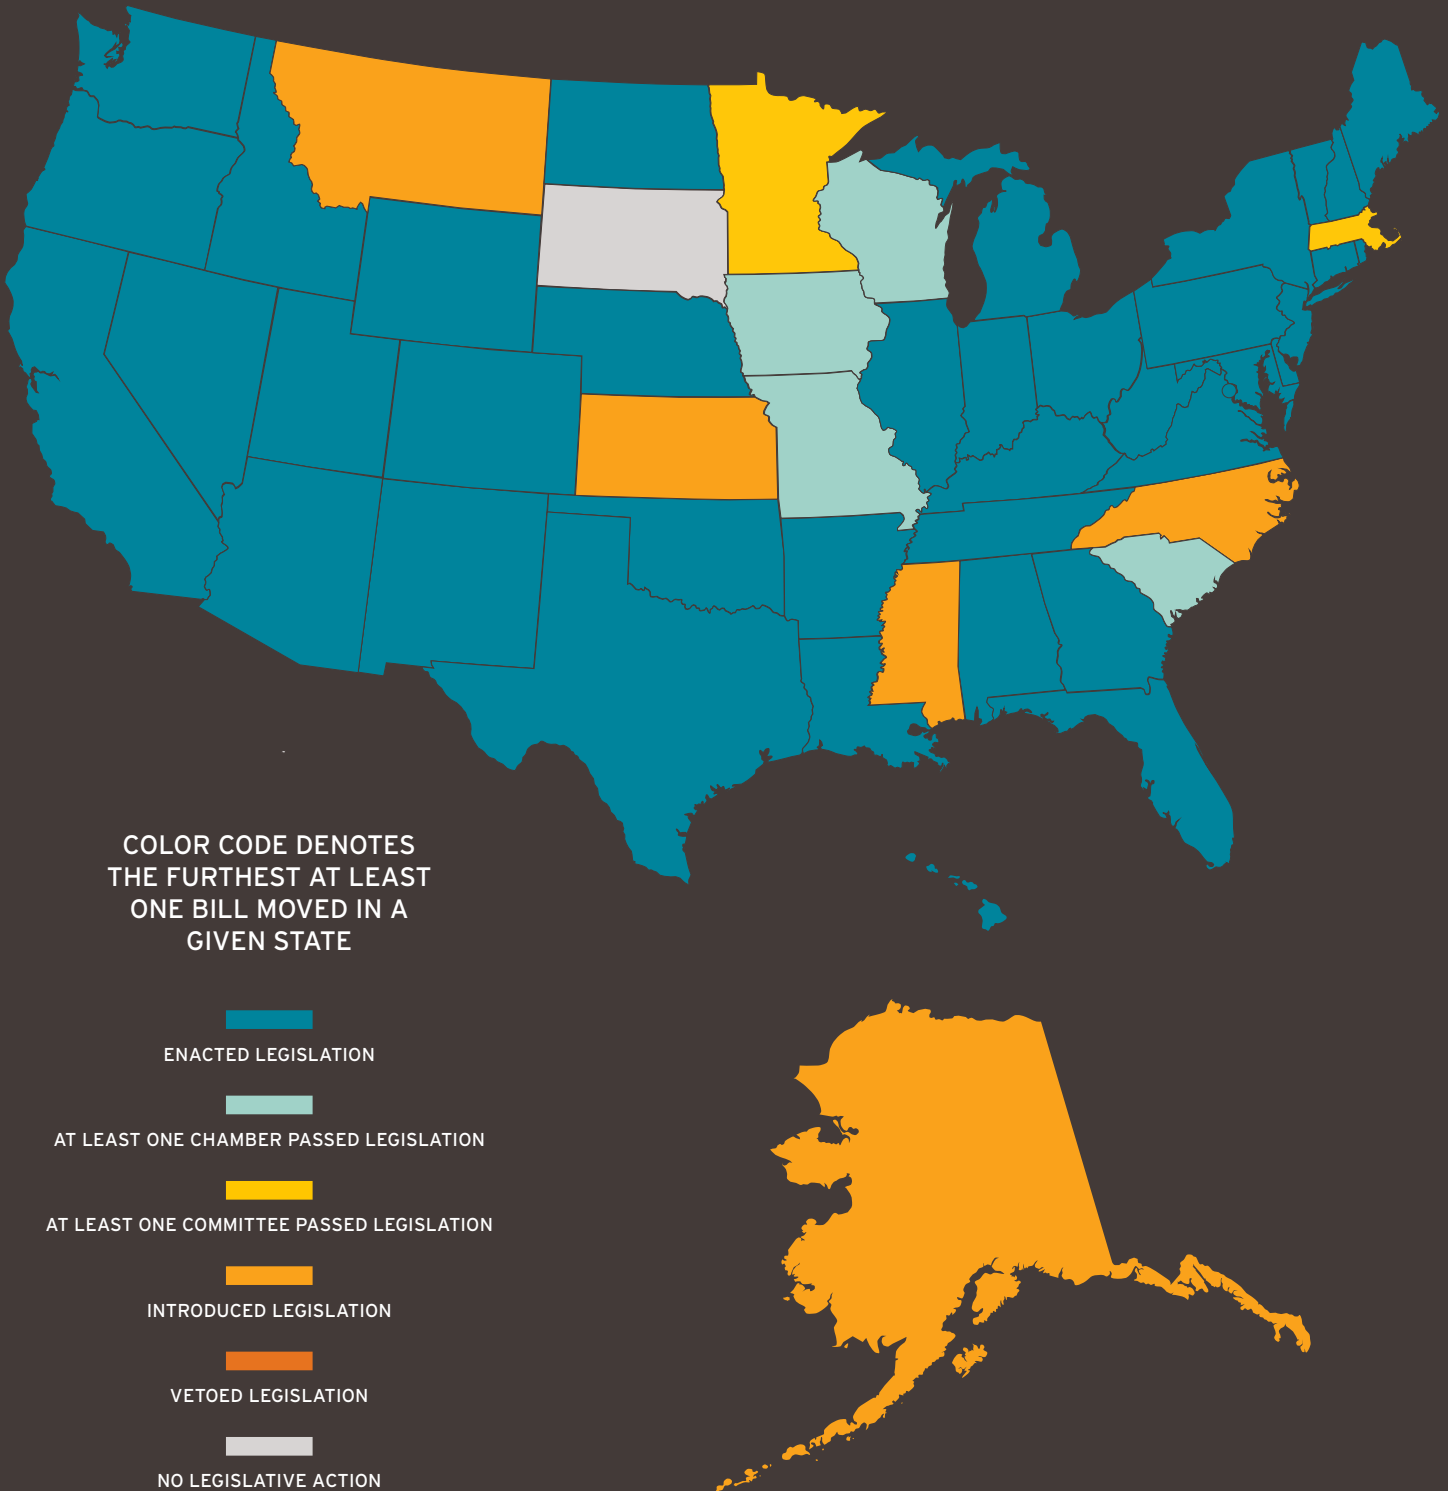 COLOR CODE DENOTES
THE FURTHEST AT LEAST
ONE BILL MOVED IN A
GIVEN STATE
ENACTED LEGISLATION
AT LEAST ONE CHAMBER PASSED LEGISLATION
AT LEAST ONE COMMITTEE PASSED LEGISLATION
INTRODUCED LEGISLATION
VETOED LEGISLATION
NO LEGISLATIVE ACTION